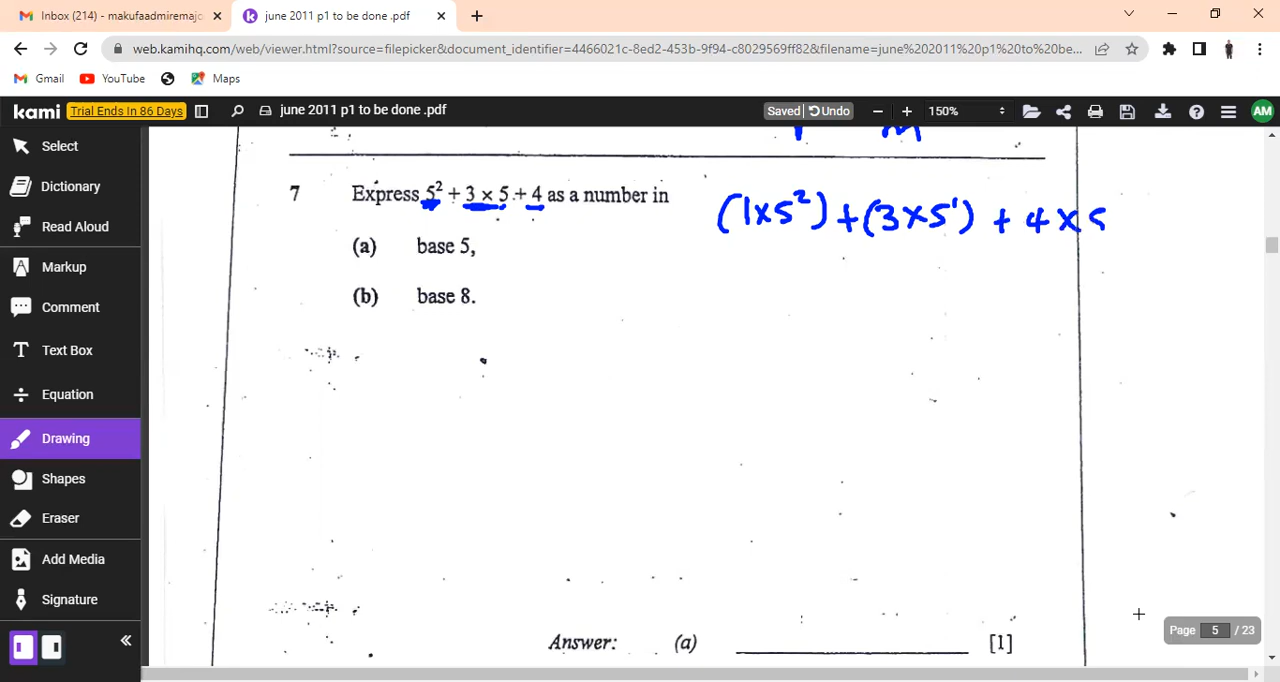 Inbox (214) - makufaadmiremajo
june 2011 p1 to be done .pdf
web.kamihq.com/web/viewer.html?source=filepicker&document_identifier=4466021c-8ed2-453b-9f94-c8029569ff82&filename=june%202011%20p1%20to%20be...
Gmail YouTube Maps
kami Trial Ends In 86 Days june 2011 p1 to be done .pdf Saved Undo 150% AM
Select
Dictionary
Read Aloud
Markup
Comment
Text Box
Equation
Drawing
Shapes
Eraser
Add Media
Signature
7 Express 5² + 3 × 5 + 4 as a number in
(1×5²) + (3×5¹) + 4×5
(a) base 5,
(b) base 8.
Answer: (a) [1]
Page 5 / 23